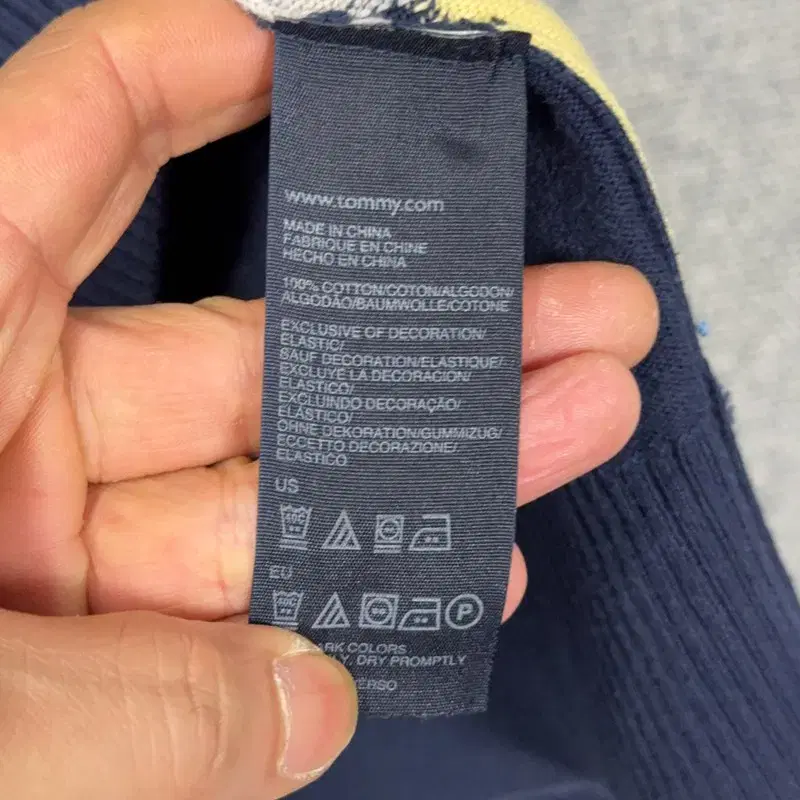 www.tommy.com
MADE IN CHINA
FABRIQUE EN CHINE
HECHO EN CHINA
100% COTTON/COTON/ALGODON/
ALGODÃO/BAUMWOLLE/COTONE
EXCLUSIVE OF DECORATION/
ELASTIC/
SAUF DECORATION/ELASTIQUE/
EXCLUYE LA DECORACION/
ELASTICO/
EXCLUINDO DECORAÇÃO/
ELÁSTICO/
OHNE DEKORATION/GUMMIZUG/
ECCETTO DECORAZIONE/
ELASTICO
US
EU
P
COLORS
DRY PROMPTLY